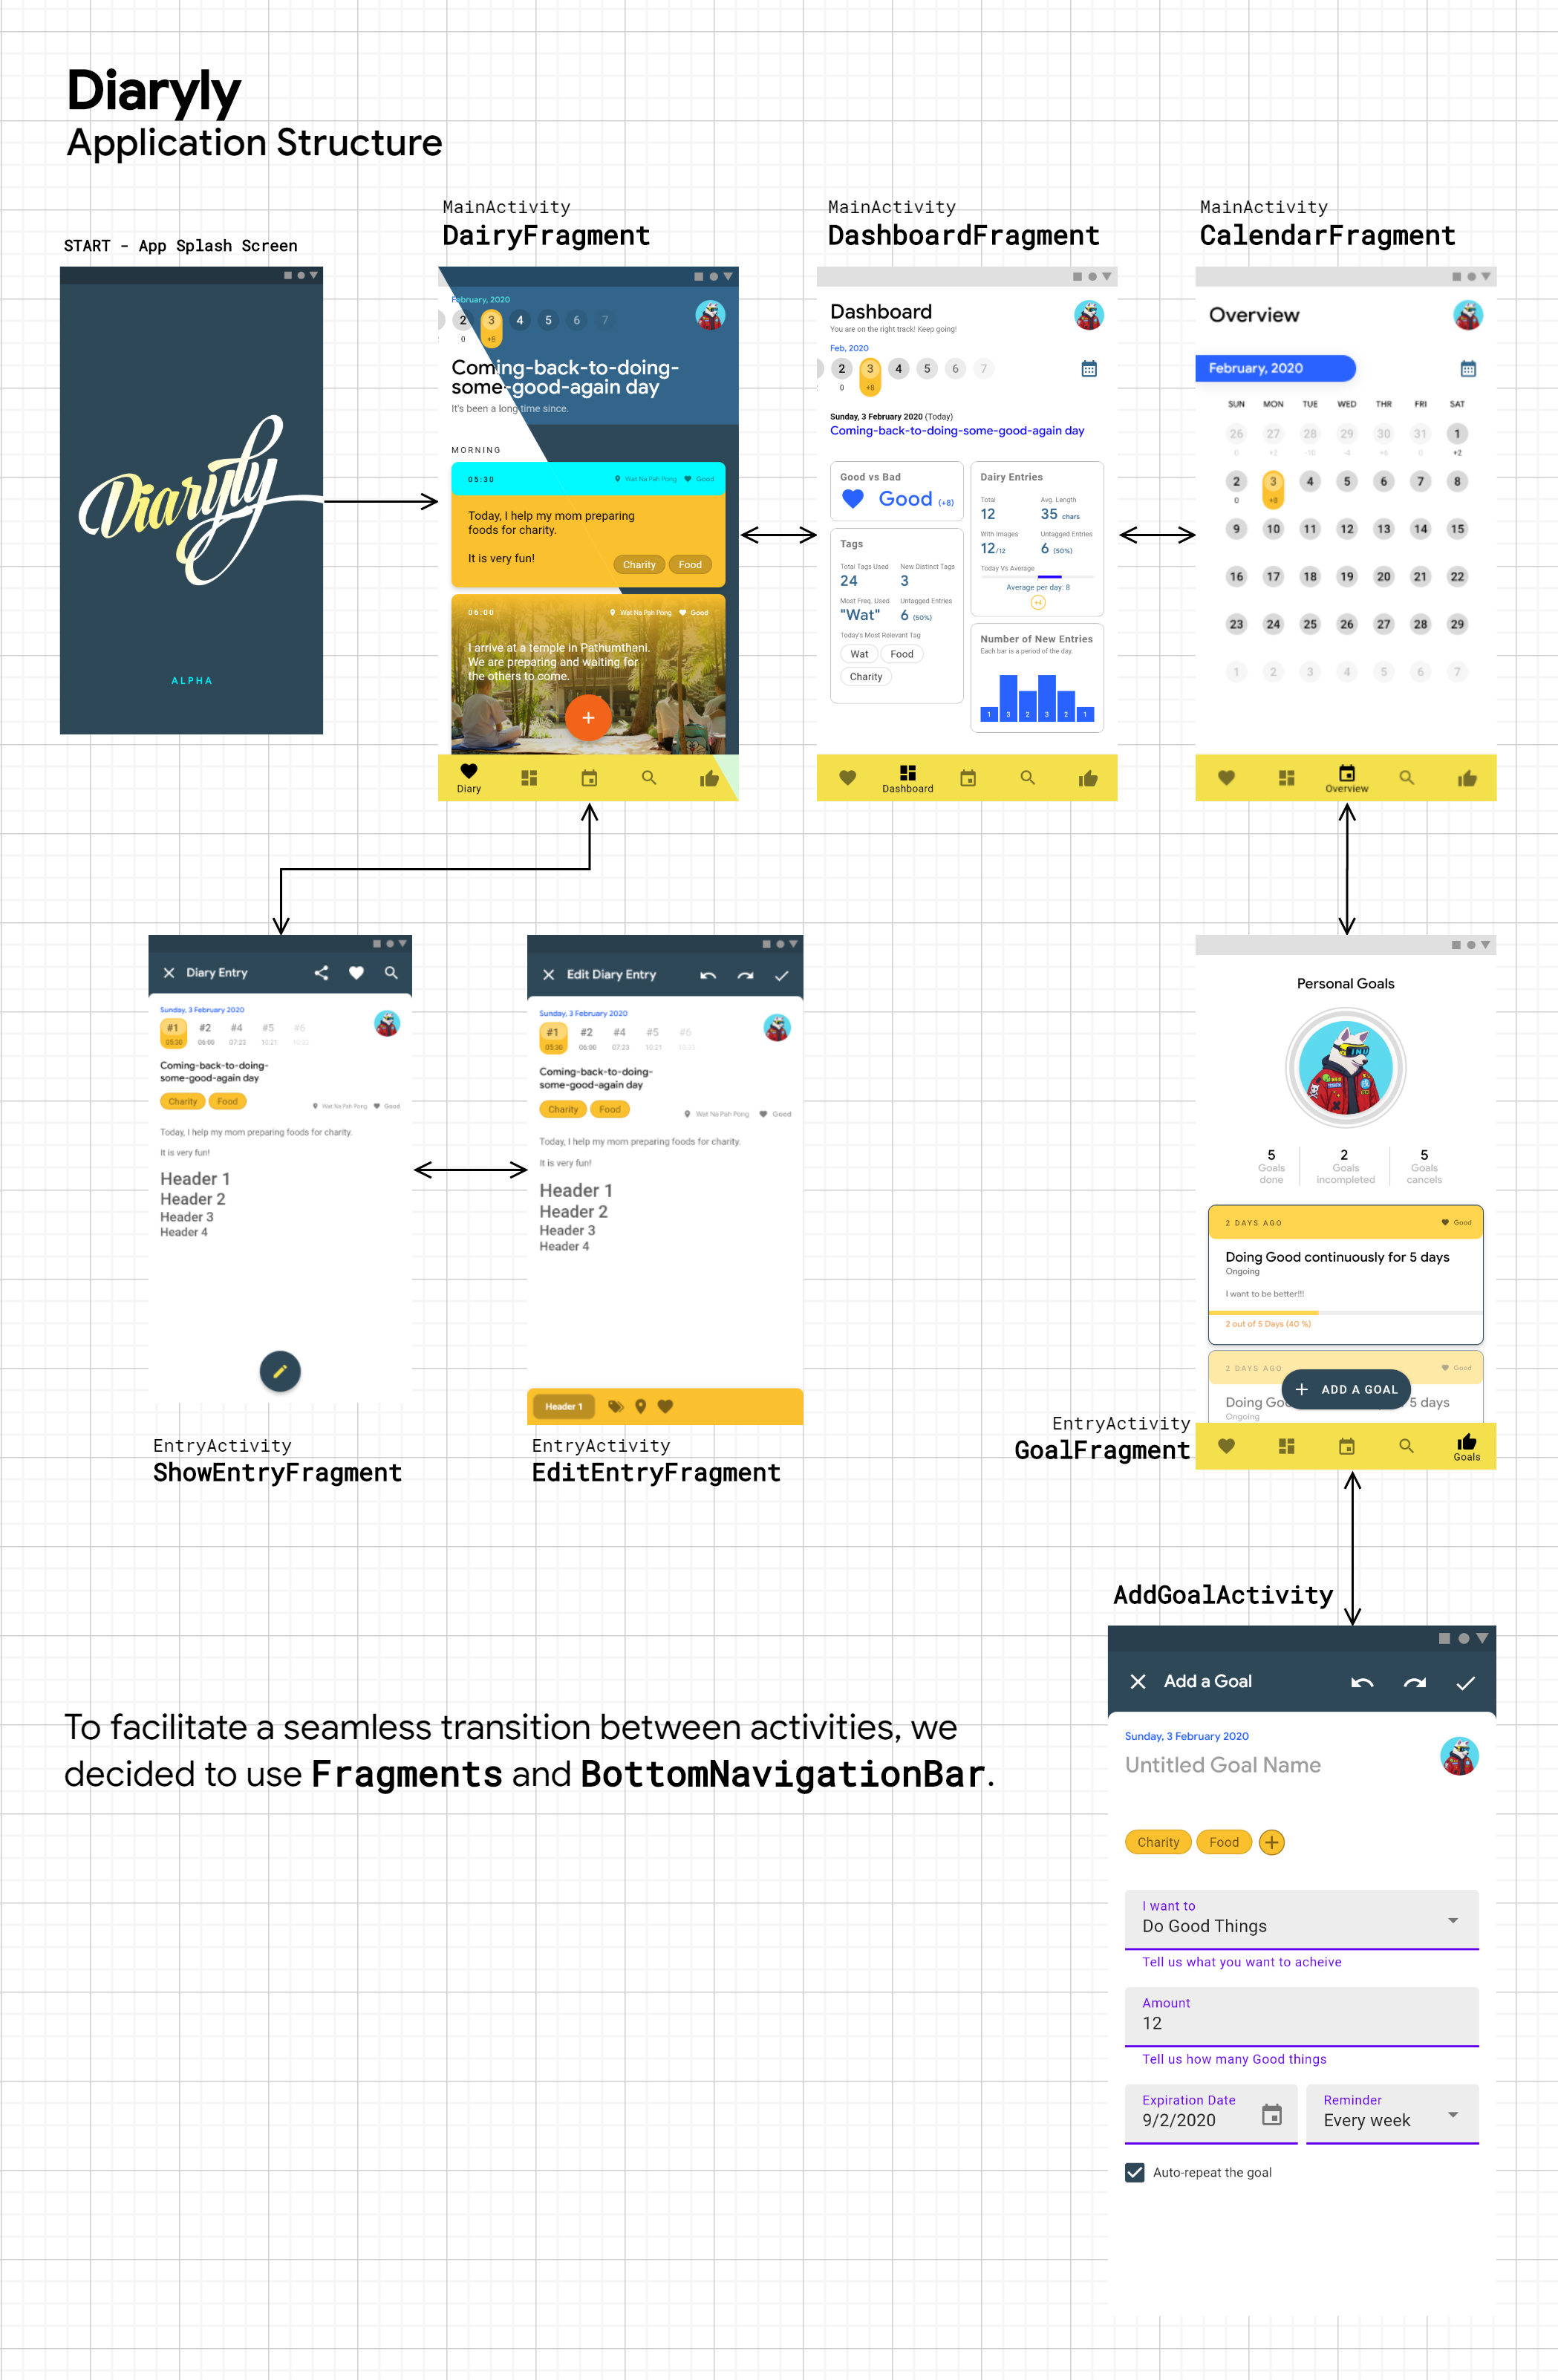 Diaryly
Application Structure
START - App Splash Screen
Diaryly
ALPHA
MainActivity
DairyFragment
February, 2020
2 3 4 5 6 7
0 +8
Coming-back-to-doing-
some-good-again day
It's been a long time since.
MORNING
05:30 Wat Na Pah Pong Good
Today, I help my mom preparing
foods for charity.
It is very fun!
Charity Food
06:00 Wat Na Pah Pong Good
I arrive at a temple in Pathumthani.
We are preparing and waiting for
the others to come.
Diary
MainActivity
DashboardFragment
Dashboard
You are on the right track! Keep going!
Feb, 2020
2 3 4 5 6 7
0 +8
Sunday, 3 February 2020 (Today)
Coming-back-to-doing-some-good-again day
Good vs Bad
Good (+8)
Tags
Total Tags Used New Distinct Tags
24 3
Most Freq. Used Untagged Entries
"Wat" 6 (50%)
Today's Most Relevant Tag
Wat Food
Charity
Dairy Entries
Total Avg. Length
12 35 chars
With Images Untagged Entries
12/12 6 (50%)
Today Vs Average
Average per day: 8
+4
Number of New Entries
Each bar is a period of the day.
1 3 2 3 2 1
Dashboard
MainActivity
CalendarFragment
Overview
February, 2020
SUN MON TUE WED THR FRI SAT
26 27 28 29 30 31 1
0 +2 -10 -4 +6 0 +2
2 3 4 5 6 7 8
0 +8
9 10 11 12 13 14 15
16 17 18 19 20 21 22
23 24 25 26 27 28 29
1 2 3 4 5 6 7
Overview
Diary Entry
Sunday, 3 February 2020
#1 #2 #4 #5 #6
05:30 06:00 07:23 10:21
Coming-back-to-doing-
some-good-again day
Charity Food
Wat Na Pah Pong Good
Today, I help my mom preparing foods for charity.
It is very fun!
Header 1
Header 2
Header 3
Header 4
EntryActivity
ShowEntryFragment
Edit Diary Entry
Sunday, 3 February 2020
#1 #2 #4 #5 #6
05:30 06:00 07:23 10:21
Coming-back-to-doing-
some-good-again day
Charity Food
Wat Na Pah Pong Good
Today, I help my mom preparing foods for charity.
It is very fun!
Header 1
Header 2
Header 3
Header 4
Header 1
EntryActivity
EditEntryFragment
Personal Goals
5 2 5
Goals Goals Goals
done incompleted cancels
2 DAYS AGO Good
Doing Good continuously for 5 days
Ongoing
I want to be better!!!
2 out of 5 Days (40 %)
2 DAYS AGO Good
Doing Goo 5 days
ADD A GOAL
Ongoing
Goals
EntryActivity
GoalFragment
AddGoalActivity
Add a Goal
Sunday, 3 February 2020
Untitled Goal Name
Charity Food
I want to
Do Good Things
Tell us what you want to acheive
Amount
12
Tell us how many Good things
Expiration Date Reminder
9/2/2020 Every week
Auto-repeat the goal
To facilitate a seamless transition between activities, we
decided to use Fragments and BottomNavigationBar.